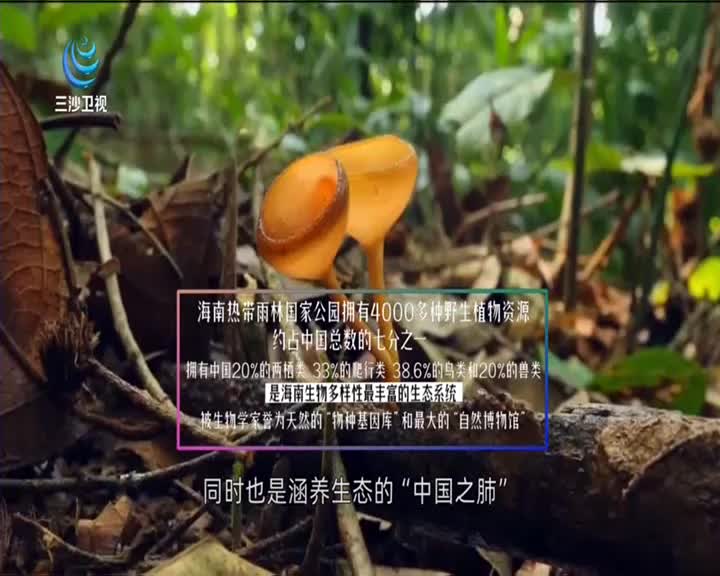 三沙卫视
海南热带雨林国家公园拥有4000多种野生植物资源
约占中国总数的七分之一
拥有中国20%的两栖类 33%的爬行类 38.6%的鸟类和20%的兽类
是海南生物多样性最丰富的生态系统
被生物学家誉为天然的“物种基因库”和最大的“自然博物馆”
同时也是涵养生态的“中国之肺”